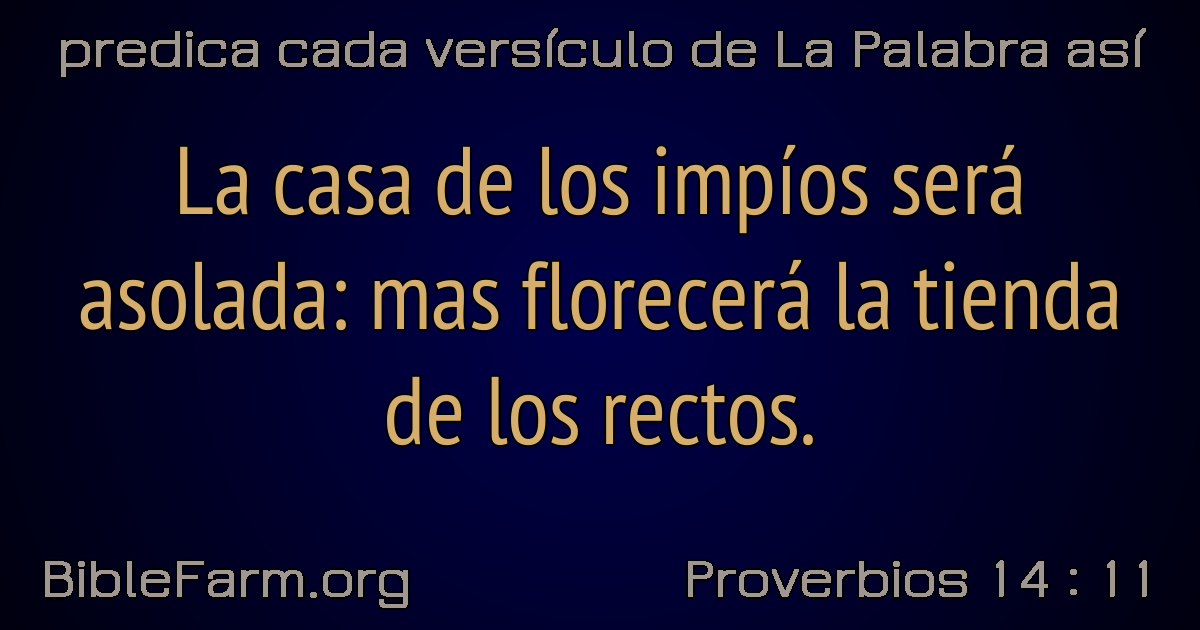 predica cada versículo de La Palabra así
La casa de los impíos será
asolada: mas florecerá la tienda
de los rectos.
BibleFarm.org
Proverbios 14 : 11